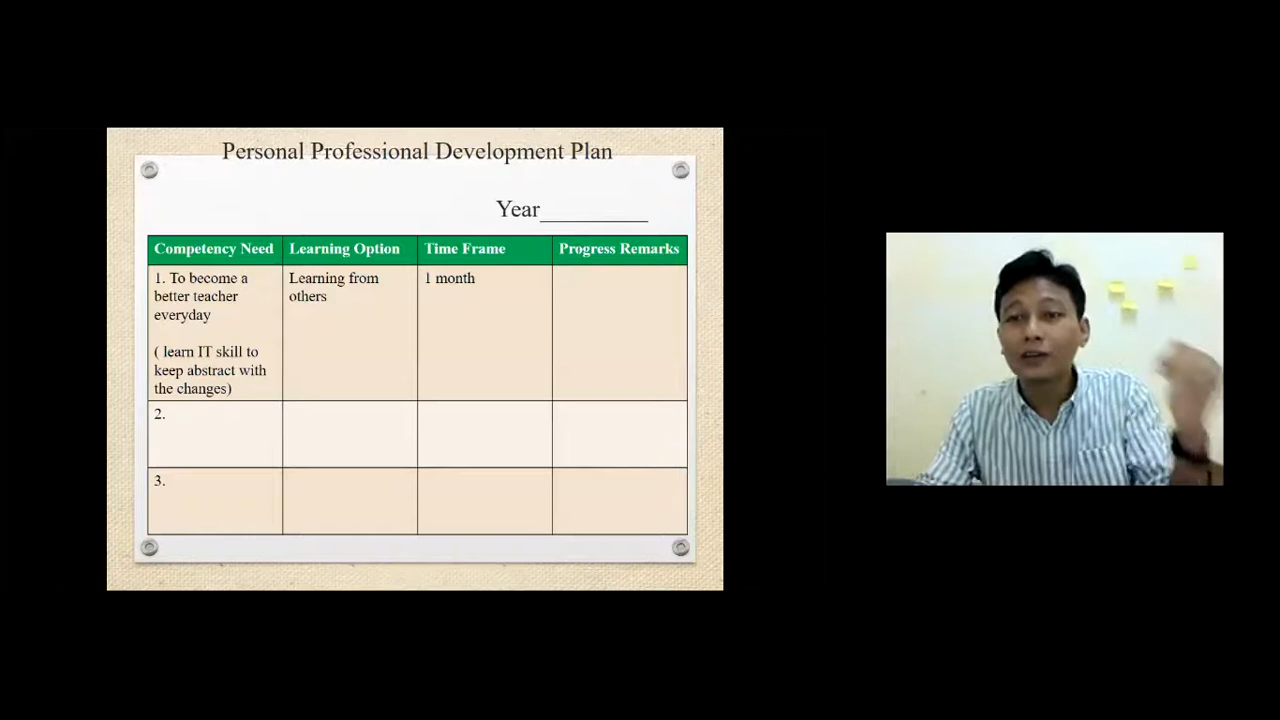 Personal Professional Development Plan
Year_________
Competency Need
Learning Option
Time Frame
Progress Remarks
1. To become a
better teacher
everyday
( learn IT skill to
keep abstract with
the changes)
Learning from
others
1 month
2.
3.